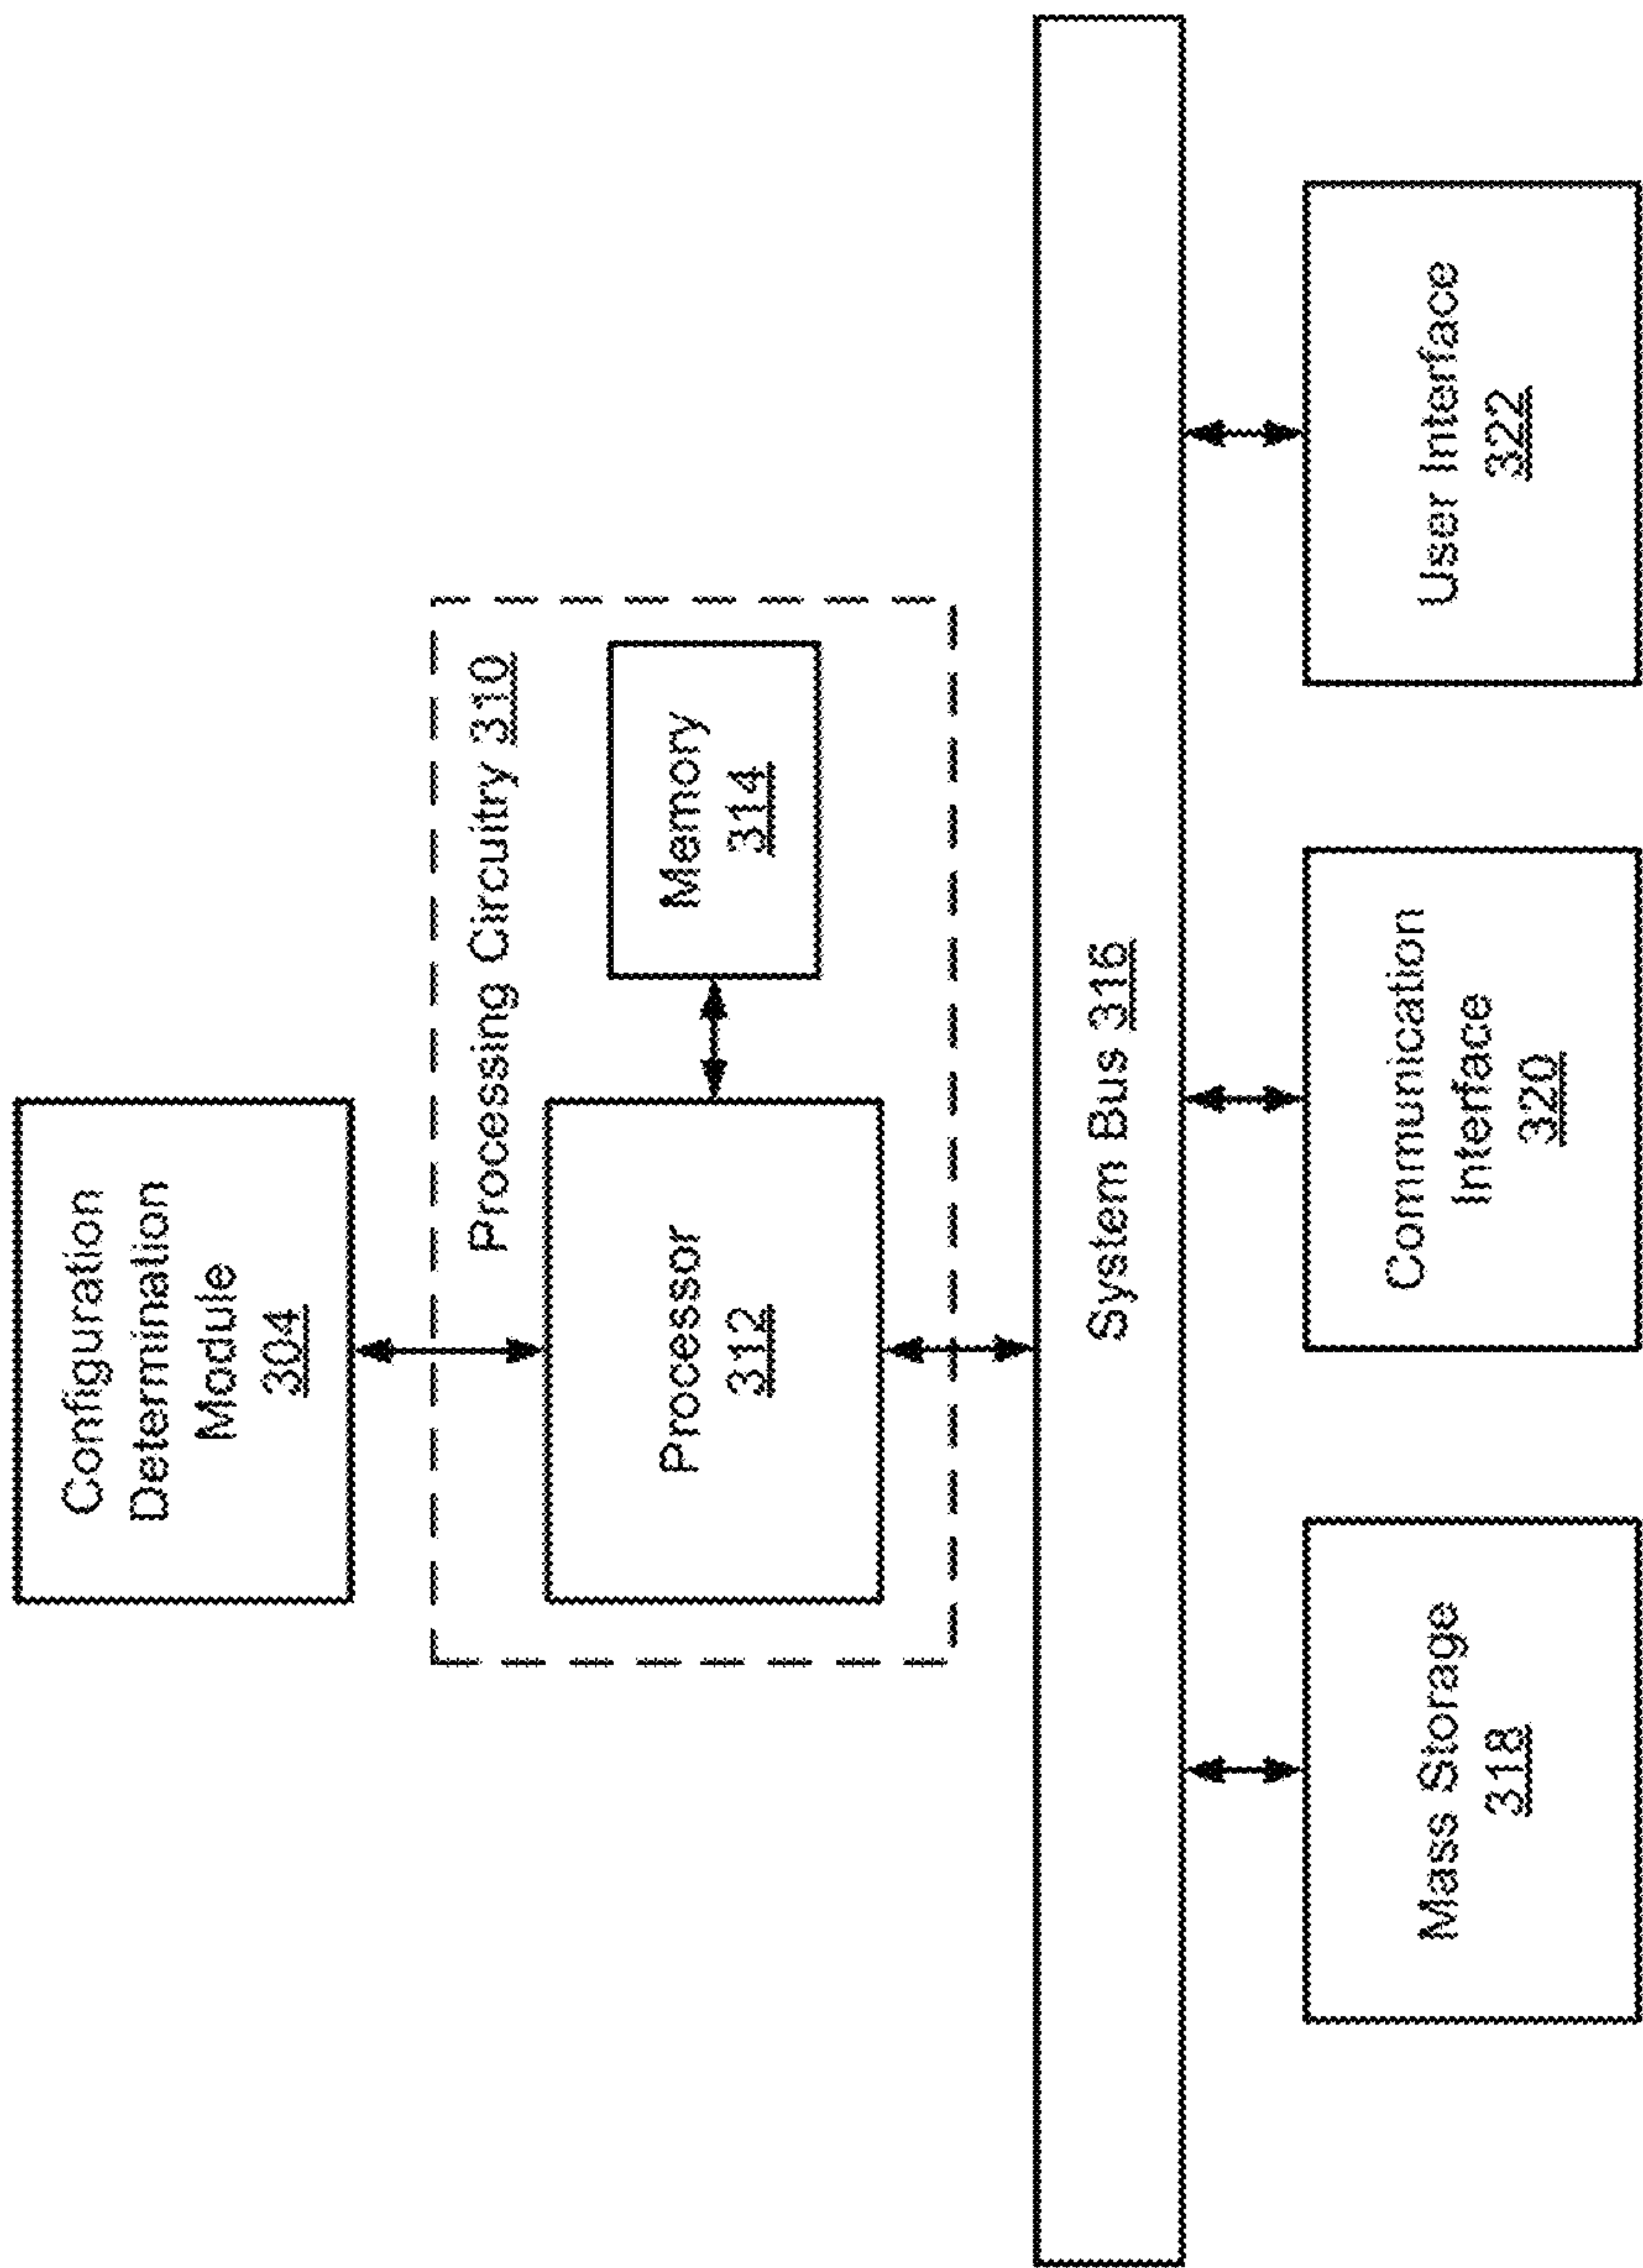 Configuration
Determination
Module
304
Processing Circuitry 310
Processor
312
Memory
314
System Bus 316
Mass Storage
318
Communication
Interface
320
User Interface
322